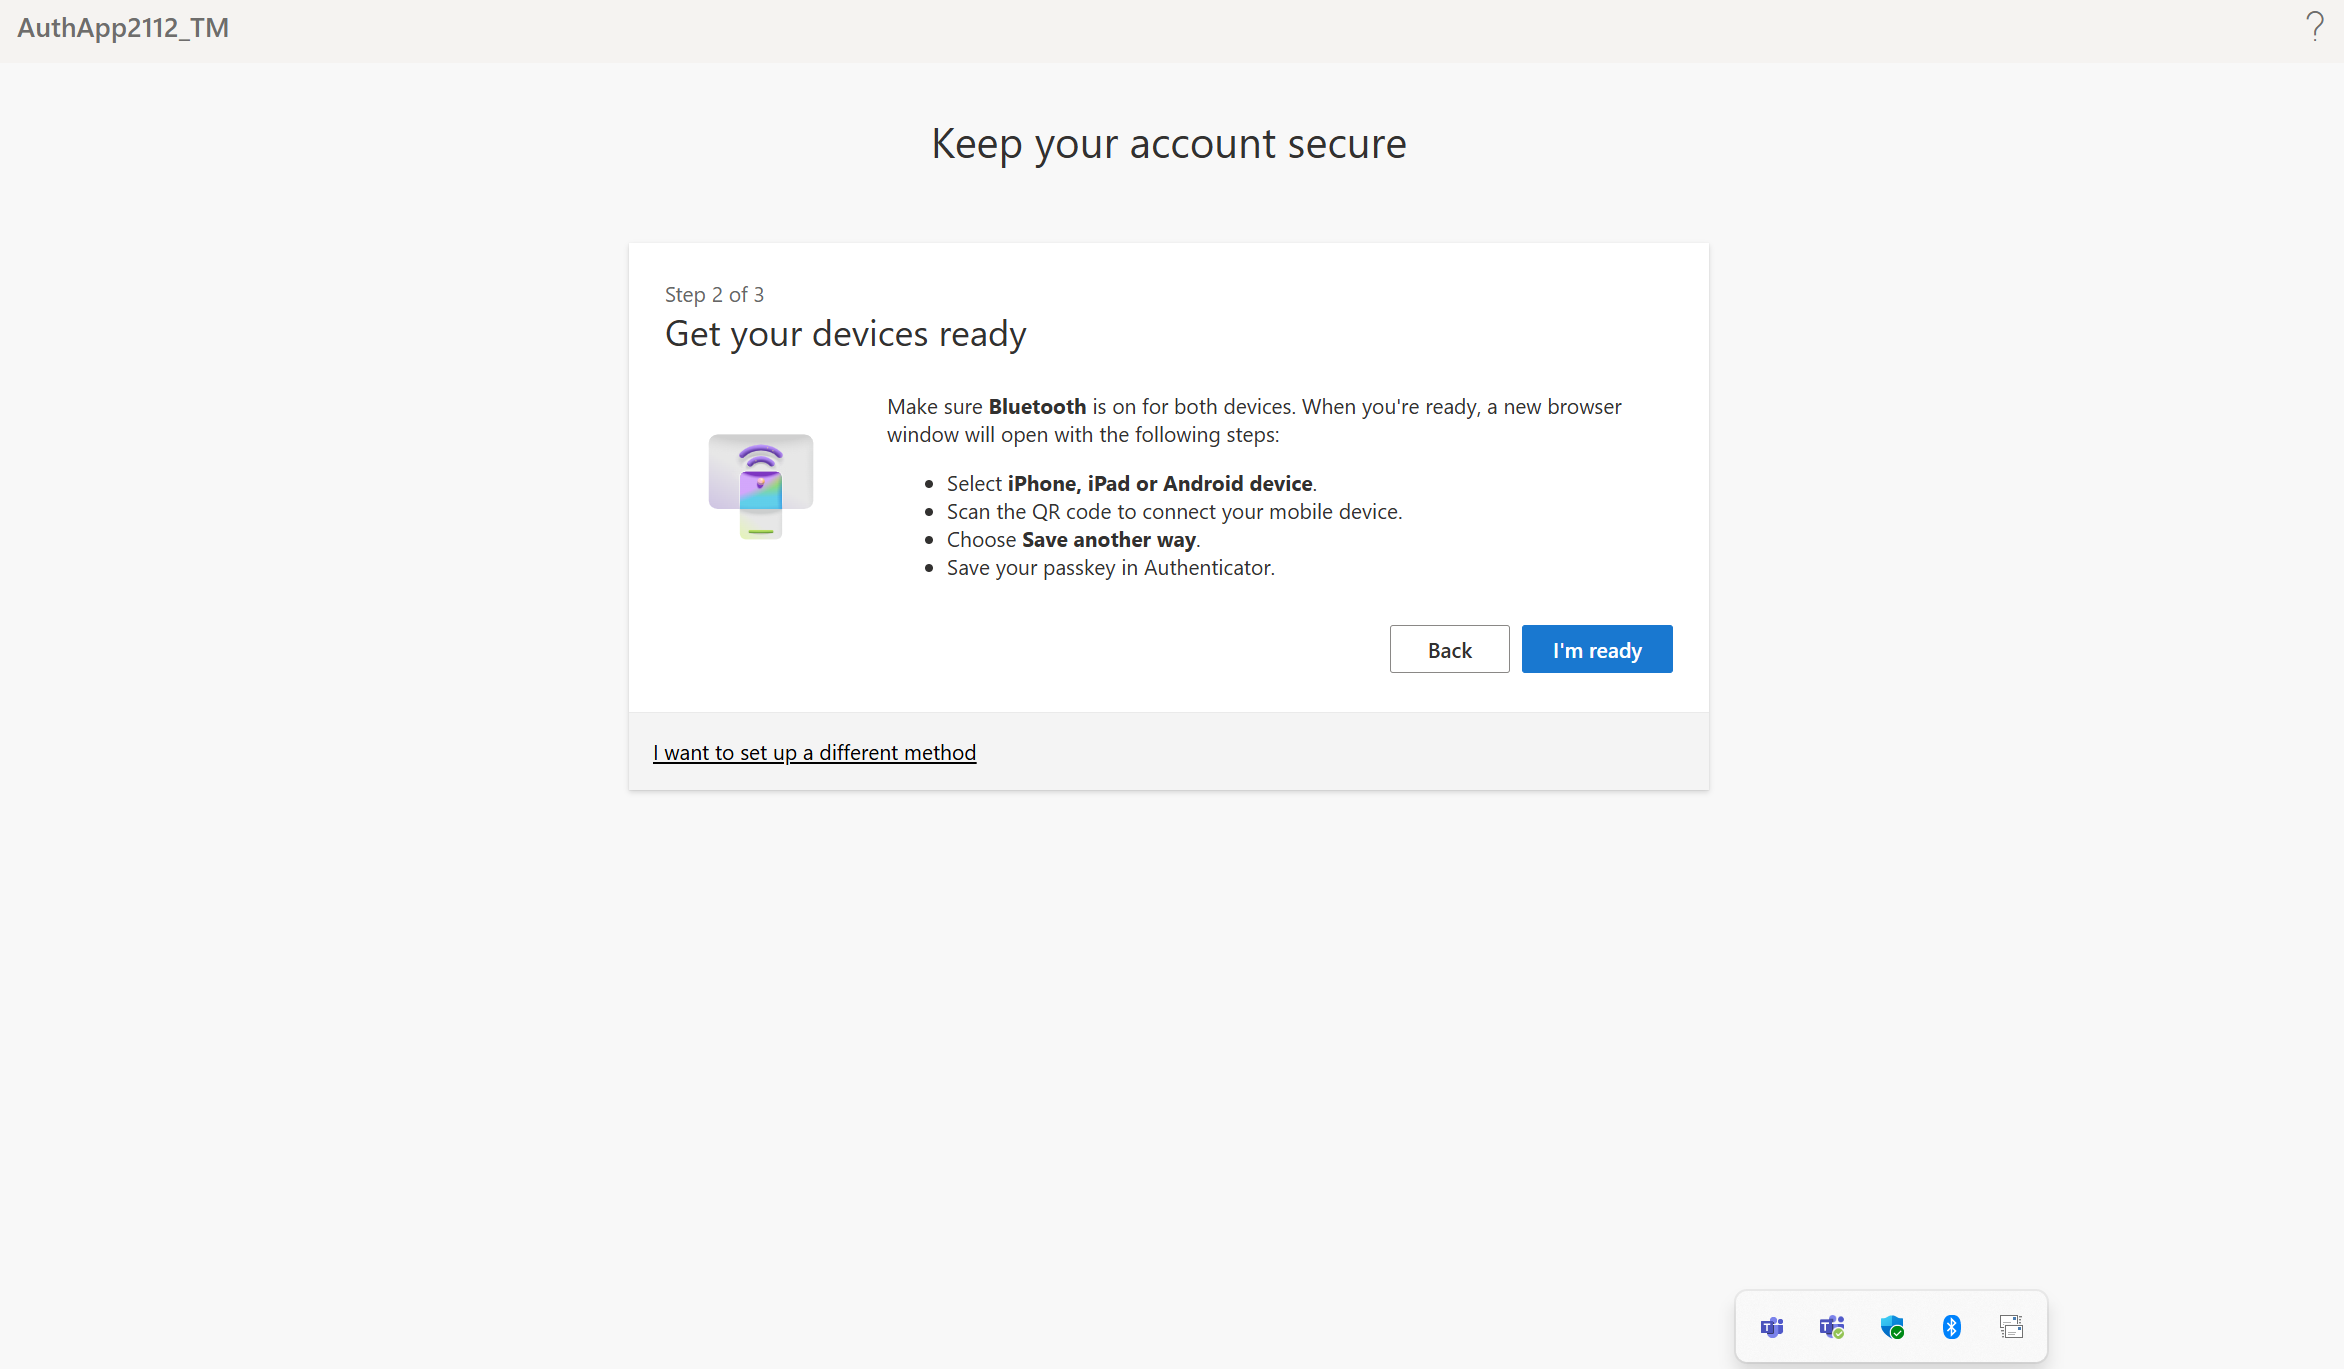 AuthApp2112_TM
?
Keep your account secure
Step 2 of 3
Get your devices ready
Make sure Bluetooth is on for both devices. When you're ready, a new browser
window will open with the following steps:
• Select iPhone, iPad or Android device.
• Scan the QR code to connect your mobile device.
• Choose Save another way.
• Save your passkey in Authenticator.
Back
I'm ready
I want to set up a different method